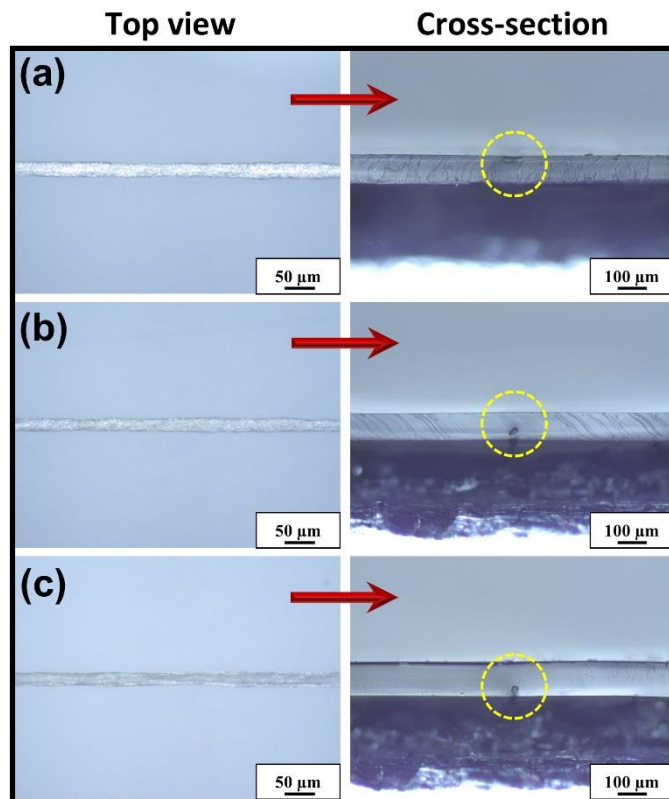 Top view Cross-section
(a)
50 μm 100 μm
(b)
50 μm 100 μm
(c)
50 μm 100 μm